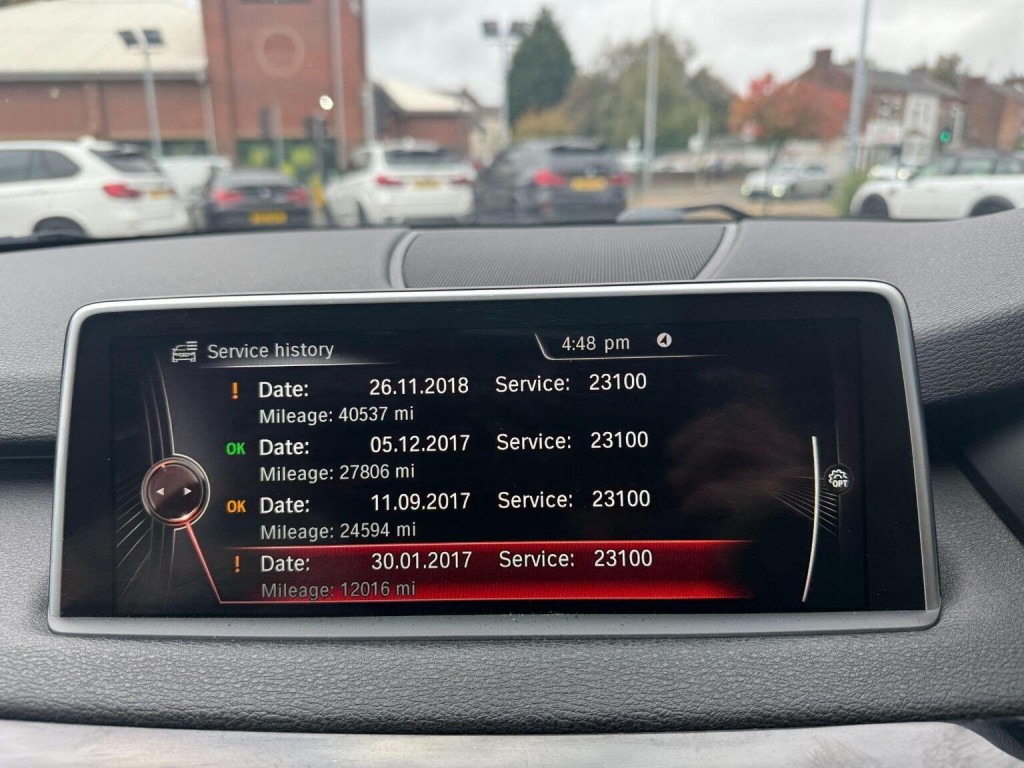 Service history 4:48 pm
! Date: 26.11.2018 Service: 23100
Mileage: 40537 mi
OK Date: 05.12.2017 Service: 23100
Mileage: 27806 mi
OK Date: 11.09.2017 Service: 23100
Mileage: 24594 mi
! Date: 30.01.2017 Service: 23100
Mileage: 12016 mi
OPT